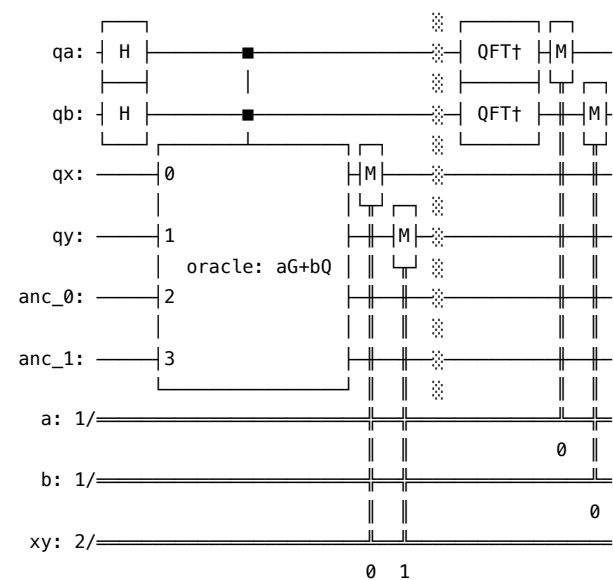 qa: H QFT† M
qb: H QFT† M
qx: 0 M
qy: 1 M
oracle: aG+bQ
anc_0: 2
anc_1: 3
a: 1/
0
b: 1/
0
xy: 2/
0 1